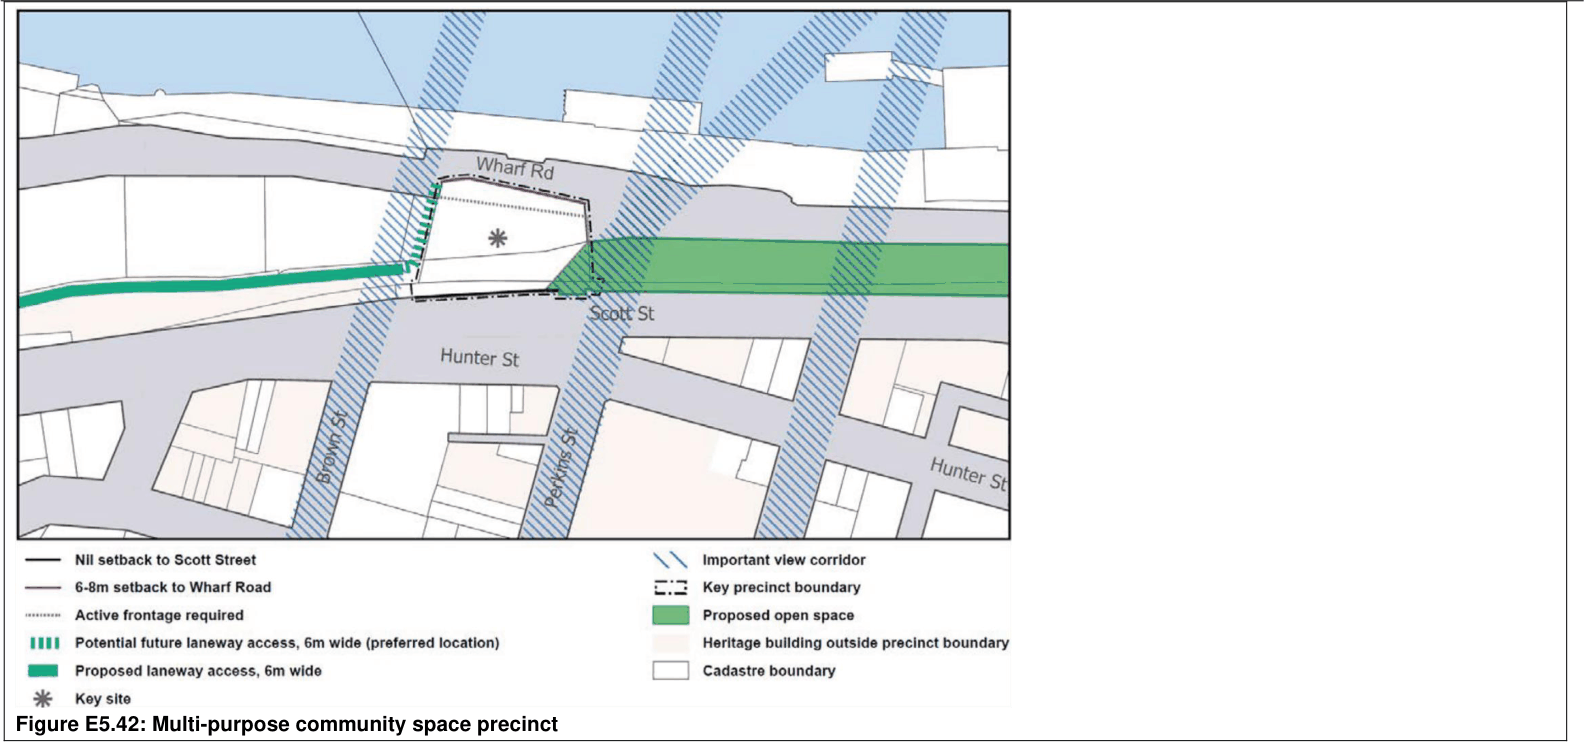 Wharf Rd
Scott St
Hunter St
Brown St
Perkins St
Hunter St
Nil setback to Scott Street
6-8m setback to Wharf Road
Active frontage required
Potential future laneway access, 6m wide (preferred location)
Proposed laneway access, 6m wide
Key site
Important view corridor
Key precinct boundary
Proposed open space
Heritage building outside precinct boundary
Cadastre boundary
Figure E5.42: Multi-purpose community space precinct